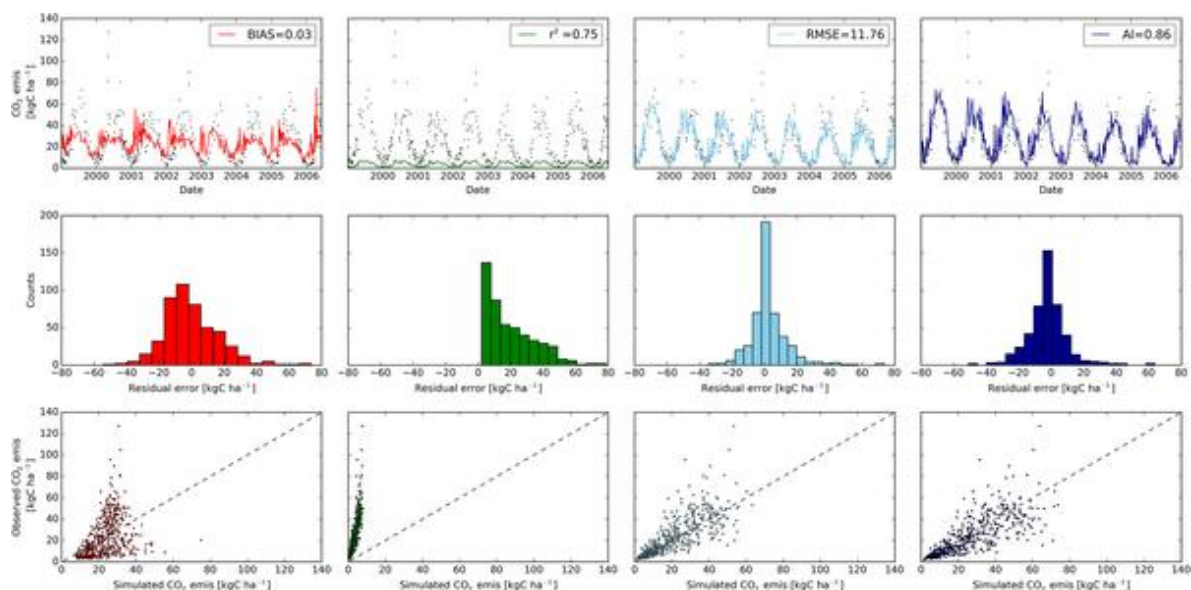 140
120
100
80
60
40
20
0
CO₂ emis
[kgC ha⁻¹]
BIAS=0.03
r² =0.75
RMSE=11.76
AI=0.86
2000 2001 2002 2003 2004 2005 2006
2000 2001 2002 2003 2004 2005 2006
2000 2001 2002 2003 2004 2005 2006
2000 2001 2002 2003 2004 2005 2006
Date
Date
Date
Date
200
150
100
50
0
Counts
−80 −60 −40 −20 0 20 40 60 80
−80 −60 −40 −20 0 20 40 60 80
−80 −60 −40 −20 0 20 40 60 80
−80 −60 −40 −20 0 20 40 60 80
Residual error [kgC ha⁻¹]
Residual error [kgC ha⁻¹]
Residual error [kgC ha⁻¹]
Residual error [kgC ha⁻¹]
140
120
100
80
60
40
20
0
Observed CO₂ emis
[kgC ha⁻¹]
0 20 40 60 80 100 120 140
0 20 40 60 80 100 120 140
0 20 40 60 80 100 120 140
0 20 40 60 80 100 120 140
Simulated CO₂ emis [kgC ha⁻¹]
Simulated CO₂ emis [kgC ha⁻¹]
Simulated CO₂ emis [kgC ha⁻¹]
Simulated CO₂ emis [kgC ha⁻¹]